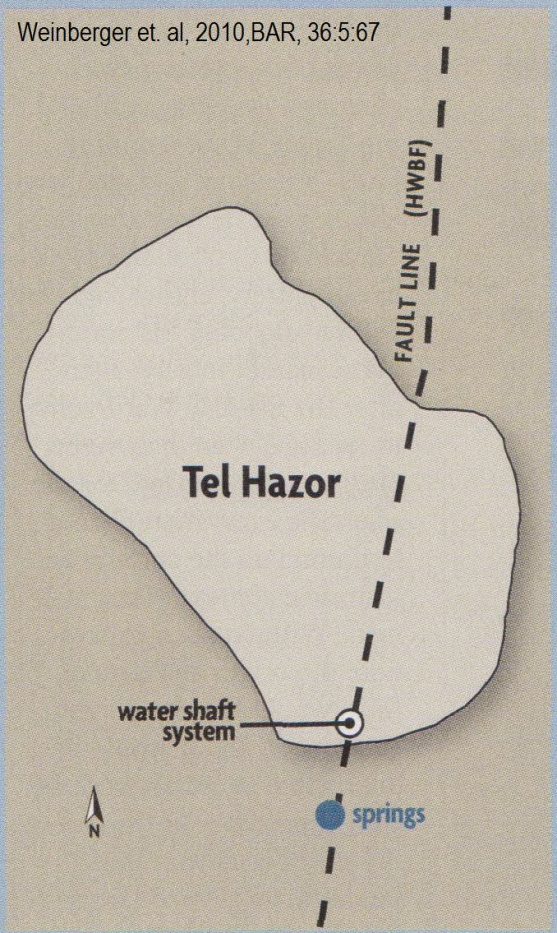 Weinberger et. al, 2010,BAR, 36:5:67
FAULT LINE (HWBF)
Tel Hazor
water shaft
system
springs
N